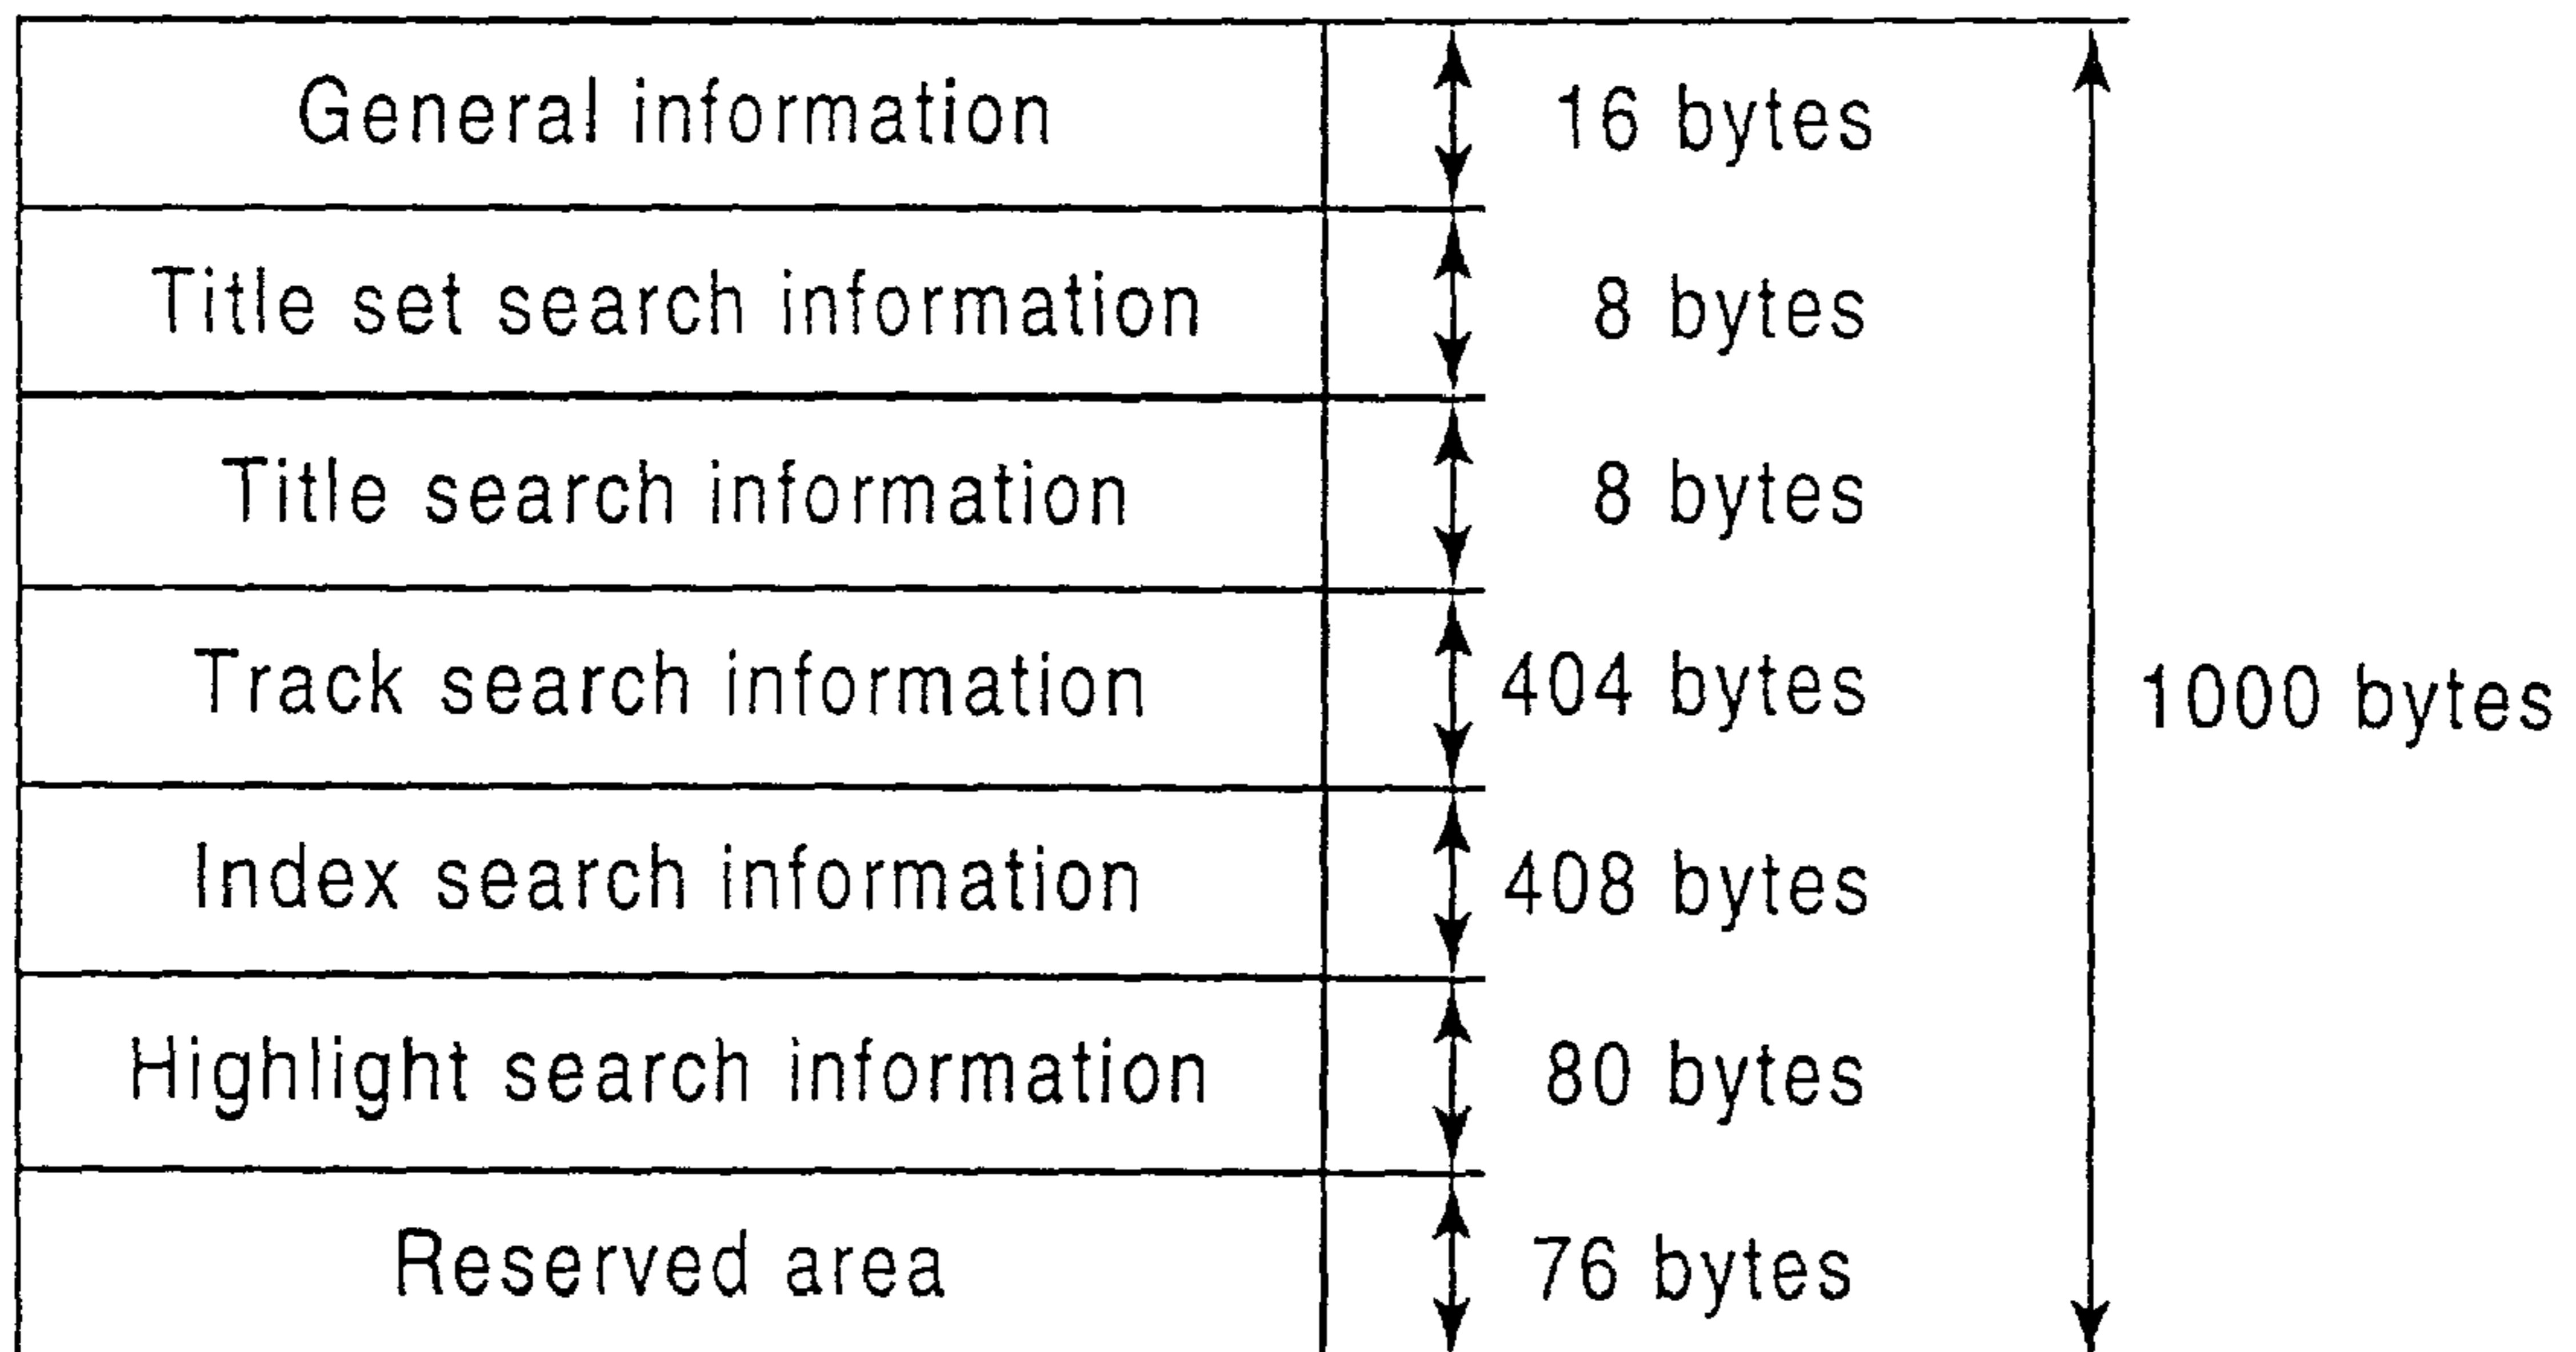 General information 16 bytes
Title set search information 8 bytes
Title search information 8 bytes
Track search information 404 bytes
1000 bytes
Index search information 408 bytes
Highlight search information 80 bytes
Reserved area 76 bytes